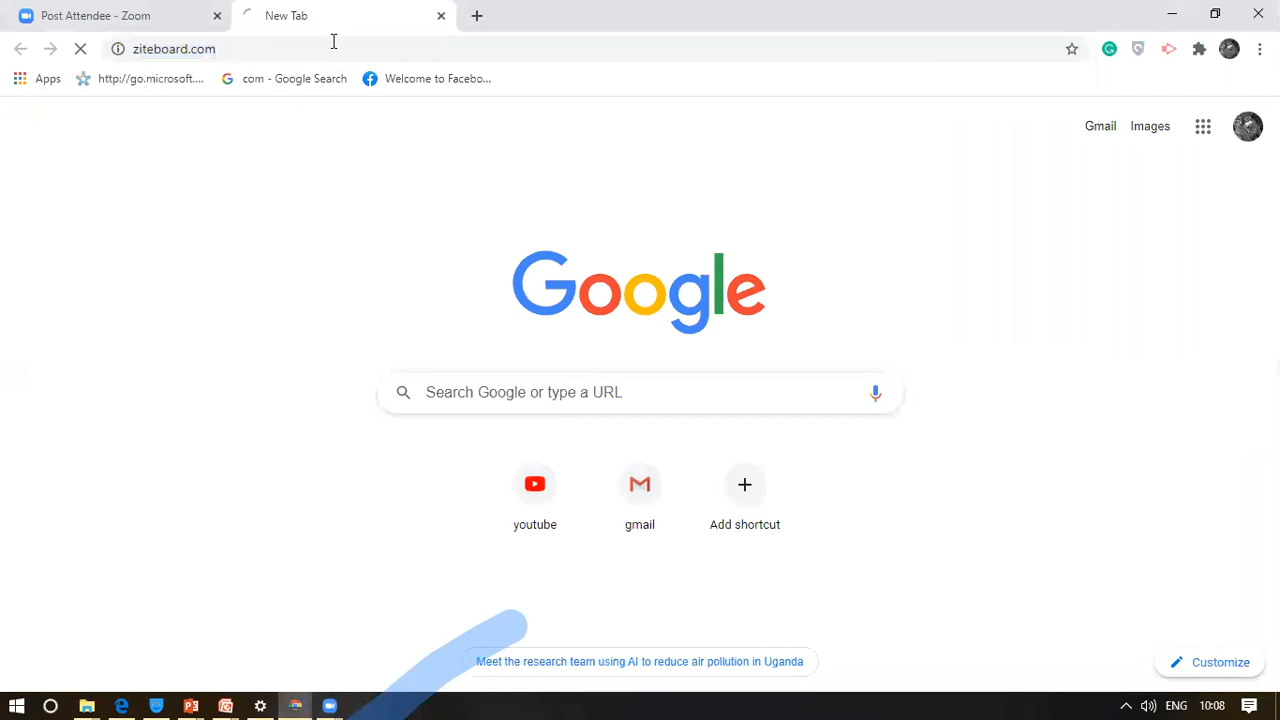 Post Attendee - Zoom
New Tab
ziteboard.com
Apps
http://go.microsoft....
com - Google Search
Welcome to Facebo...
Gmail
Images
Google
Search Google or type a URL
youtube
gmail
Add shortcut
Meet the research team using AI to reduce air pollution in Uganda
Customize
ENG
10:08